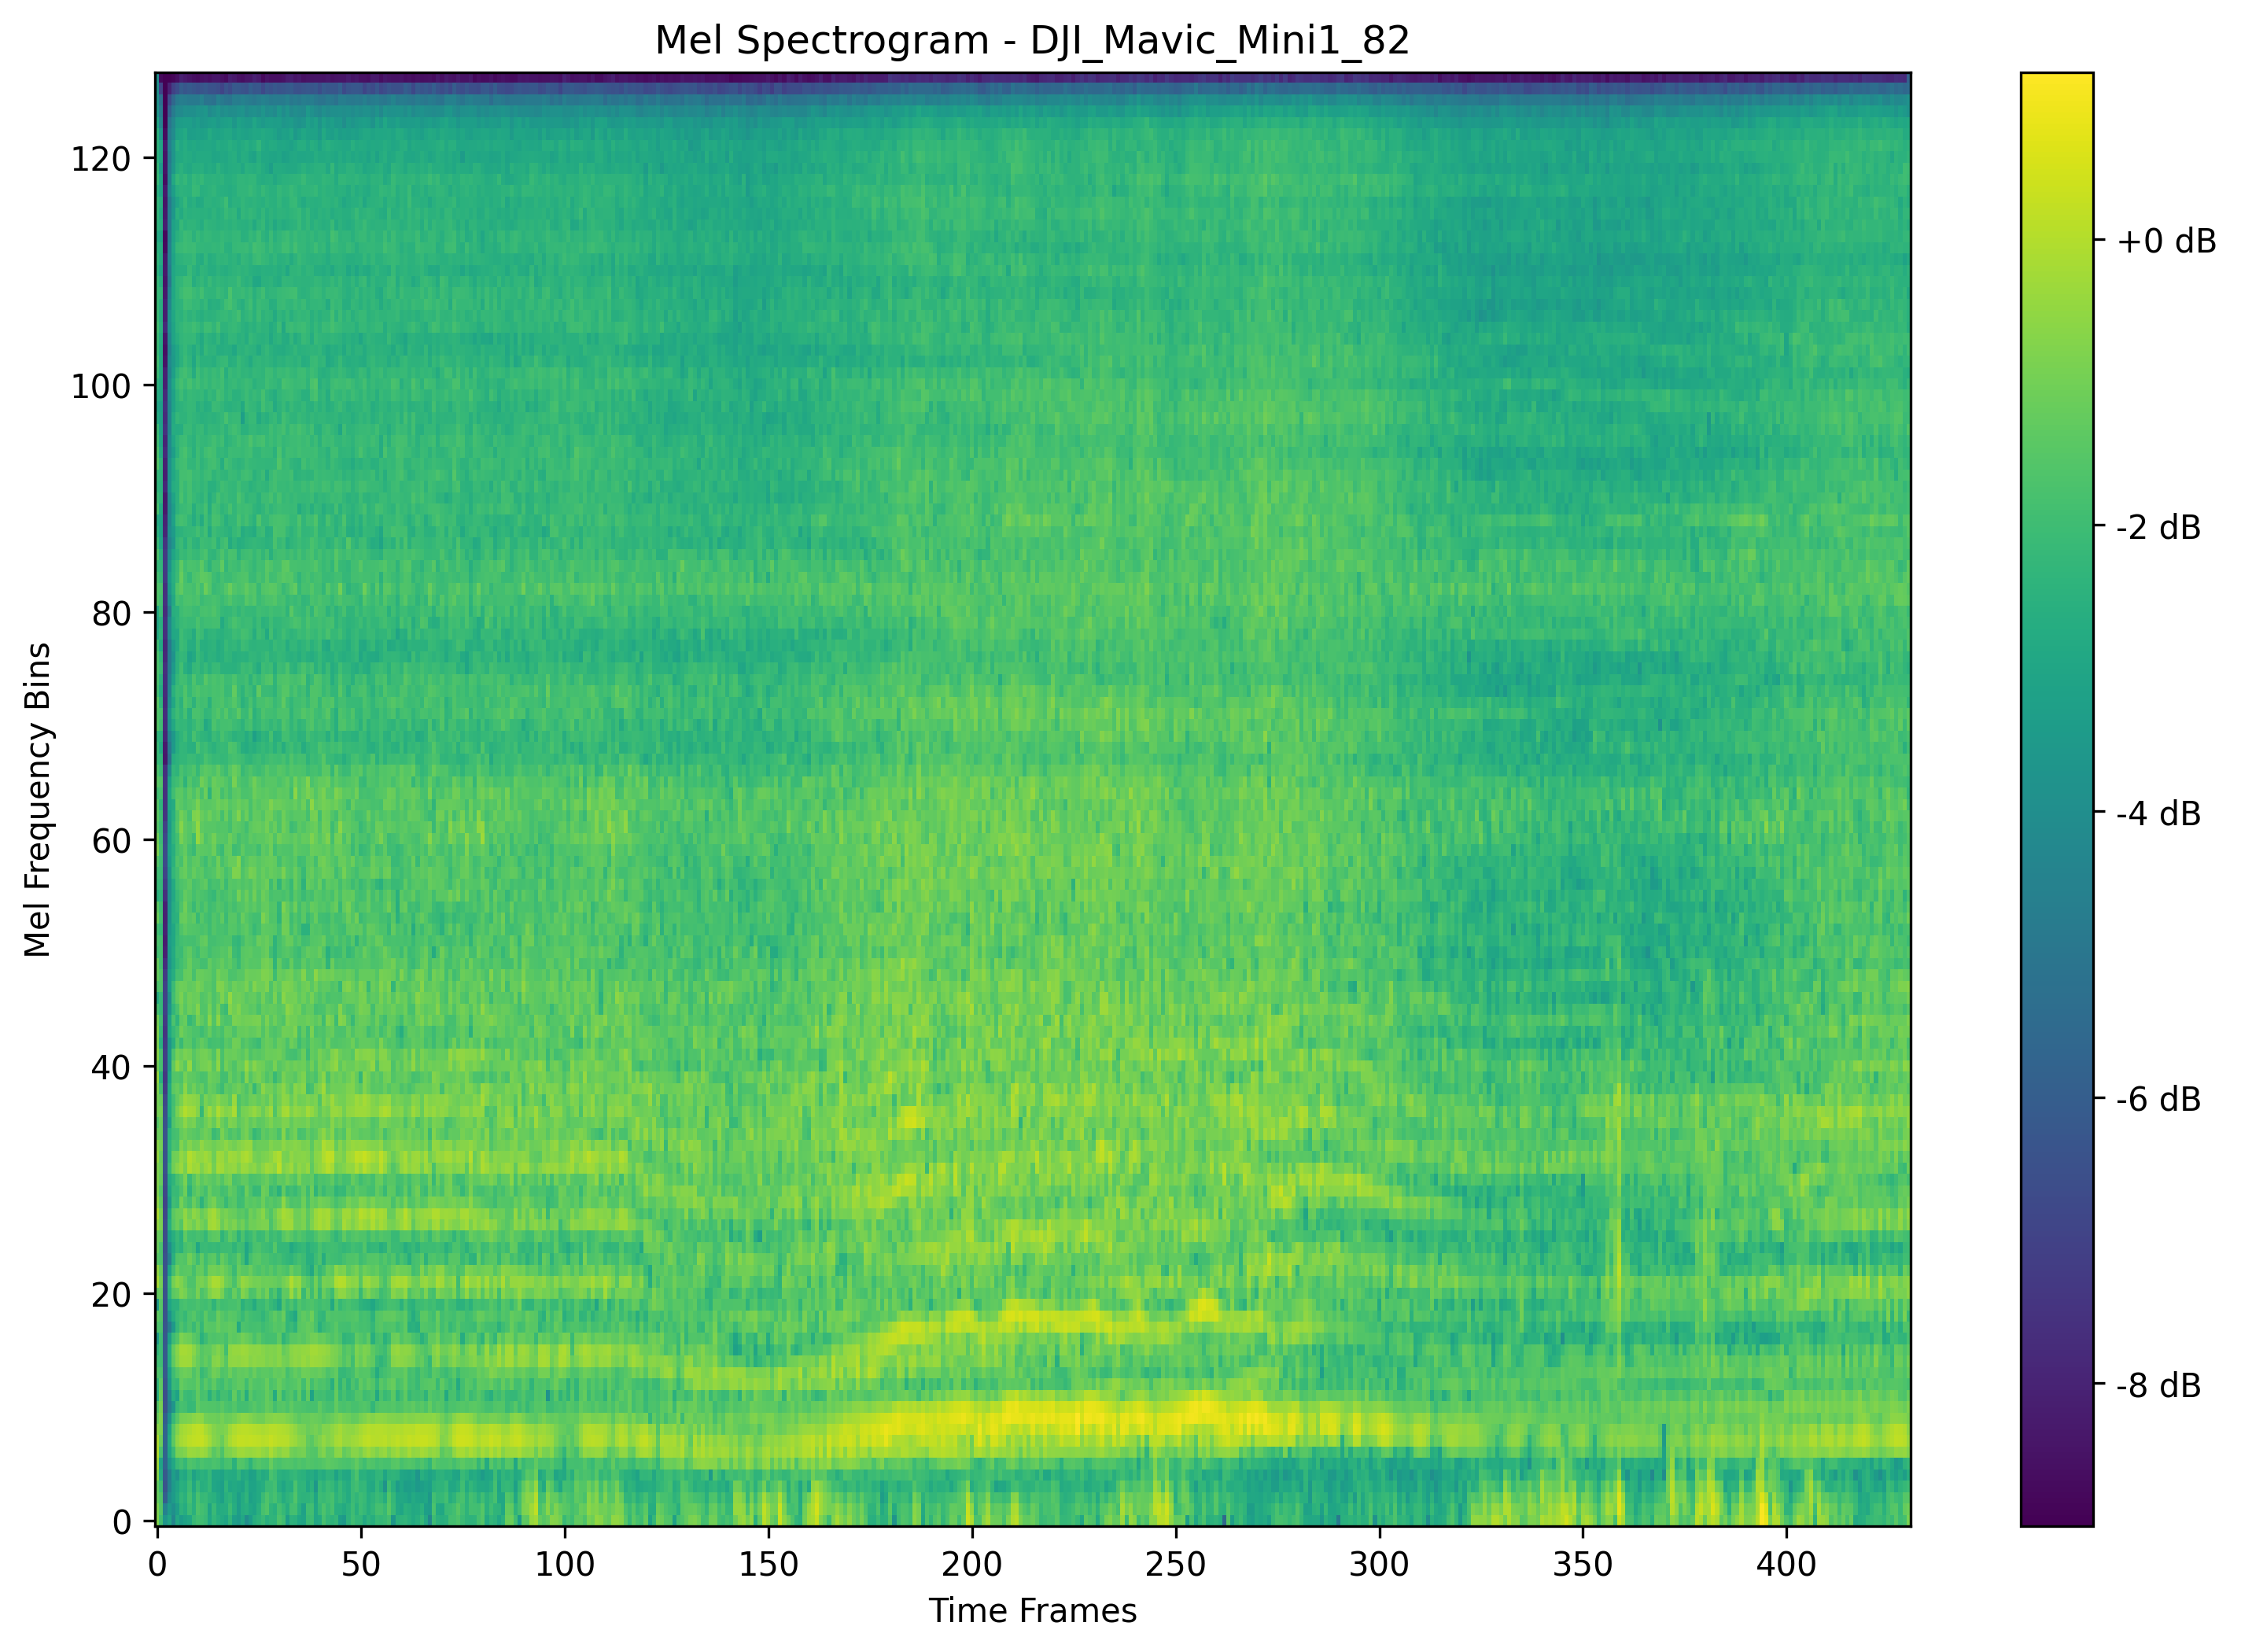 Mel Spectrogram - DJI_Mavic_Mini1_82
Mel Frequency Bins
120
100
80
60
40
20
0
0 50 100 150 200 250 300 350 400
Time Frames
+0 dB
-2 dB
-4 dB
-6 dB
-8 dB